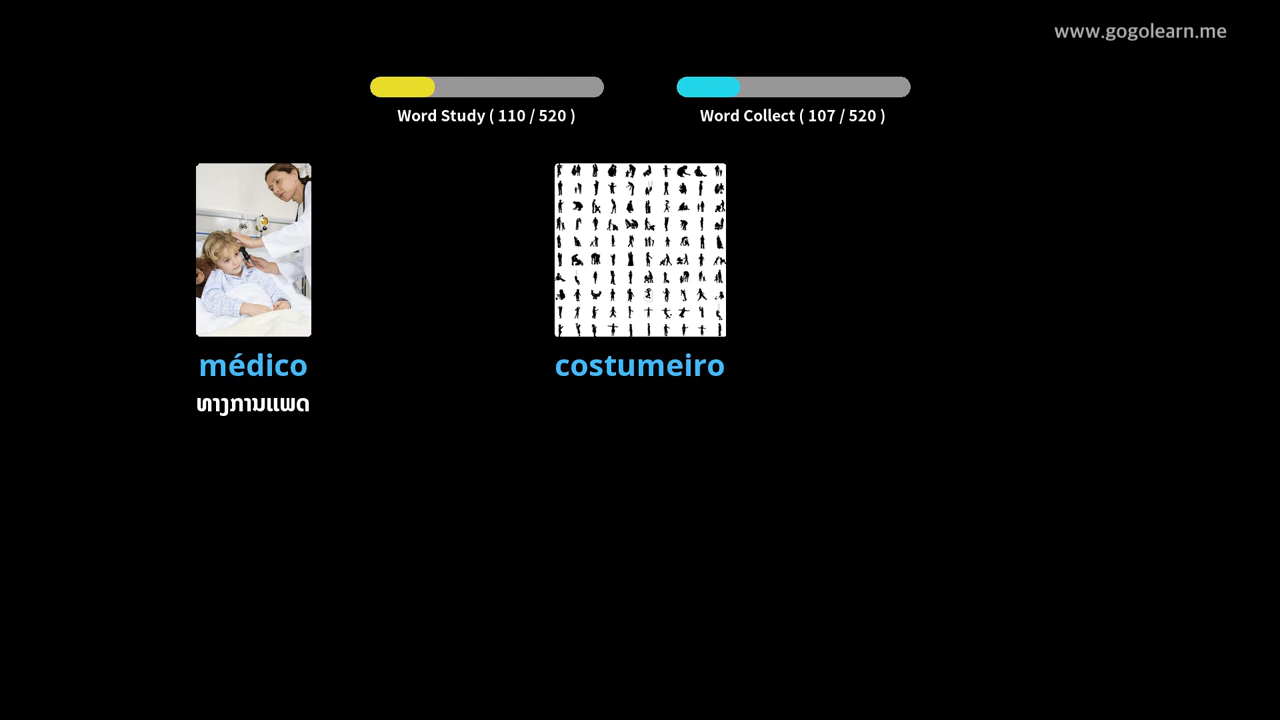 www.gogolearn.me
Word Study ( 110 / 520 )
Word Collect ( 107 / 520 )
médico
costumeiro
ທາງການແພດ